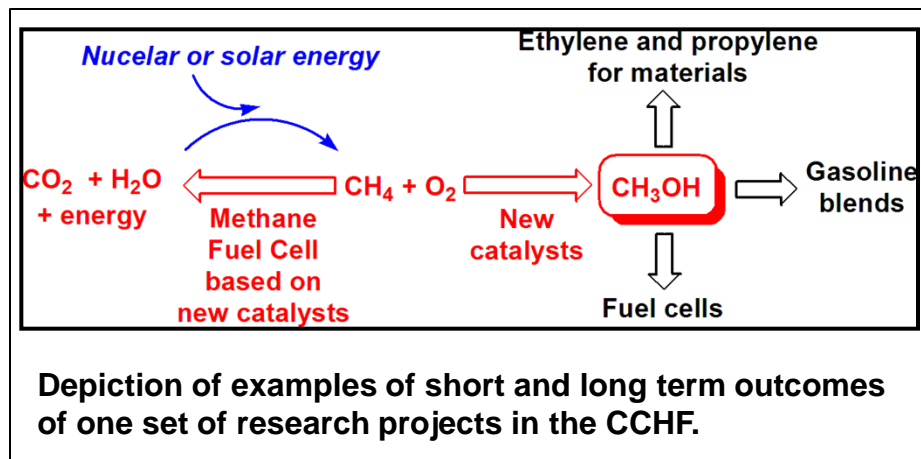 Nucelar or solar energy
Ethylene and propylene
for materials
CO₂ + H₂O
+ energy
Methane
Fuel Cell
based on
new catalysts
CH₄ + O₂
New
catalysts
CH₃OH
Gasoline
blends
Fuel cells
Depiction of examples of short and long term outcomes
of one set of research projects in the CCHF.